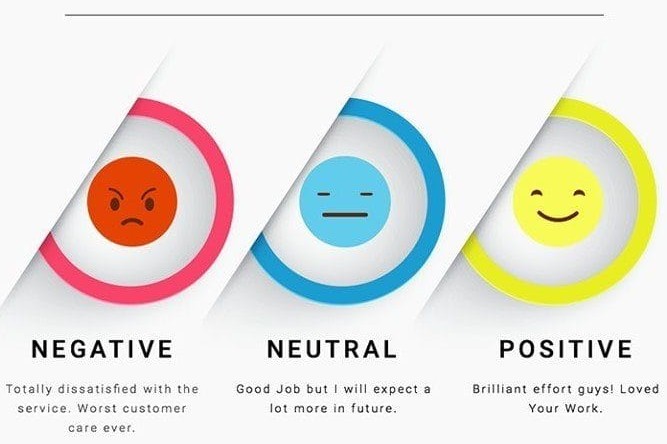 NEGATIVE
Totally dissatisfied with the
service. Worst customer
care ever.
NEUTRAL
Good Job but I will expect a
lot more in future.
POSITIVE
Brilliant effort guys! Loved
Your Work.